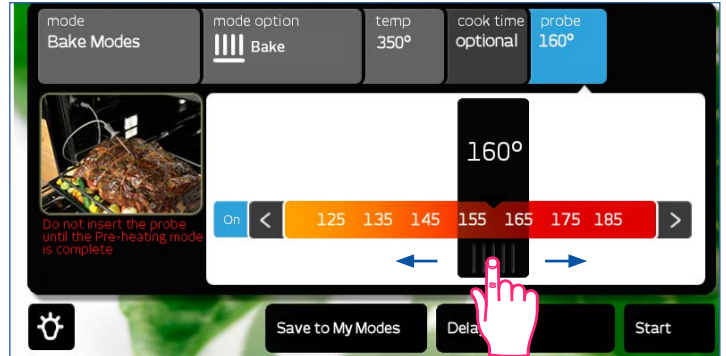 mode
Bake Modes
mode option
Bake
temp
350°
cook time
optional
probe
160°
160°
On < 125 135 145 155 165 175 185 >
Do not insert the probe
until the Pre-heating mode
is complete
Save to My Modes
Start